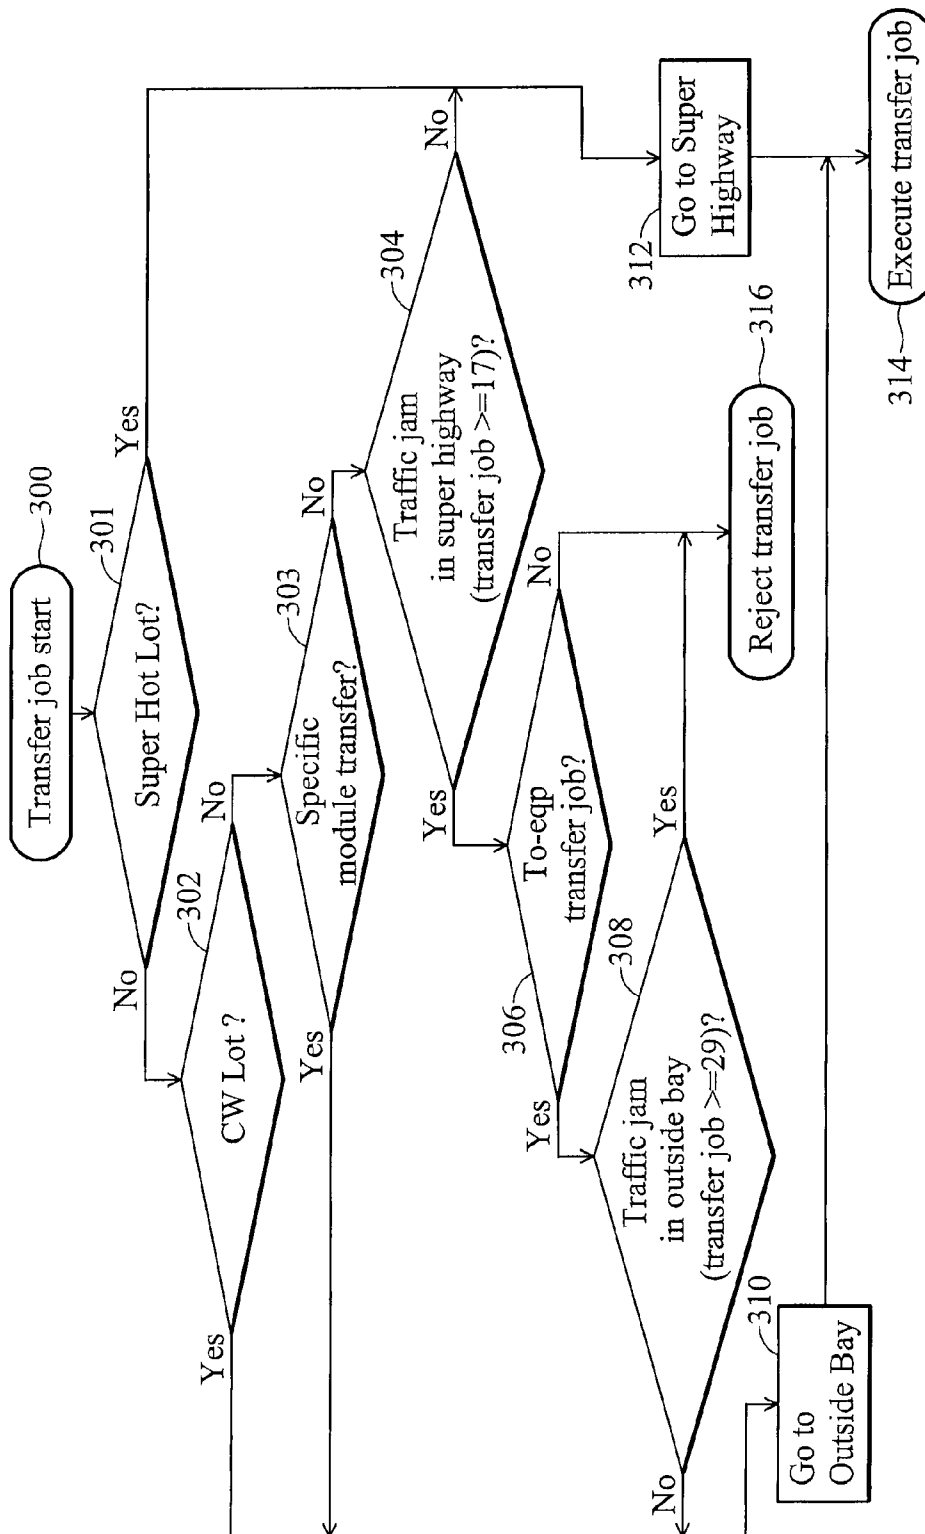 Transfer job start
300
Super Hot Lot?
301
Yes
No
CW Lot ?
302
Yes
No
Specific
module transfer?
303
Yes
No
Traffic jam
in super highway
(transfer job >=17)?
304
Yes
No
To-eqp
transfer job?
306
Yes
No
Traffic jam
in outside bay
(transfer job >=29)?
308
Yes
No
Go to
Outside Bay
310
Go to Super
Highway
312
Reject transfer job
316
Execute transfer job
314